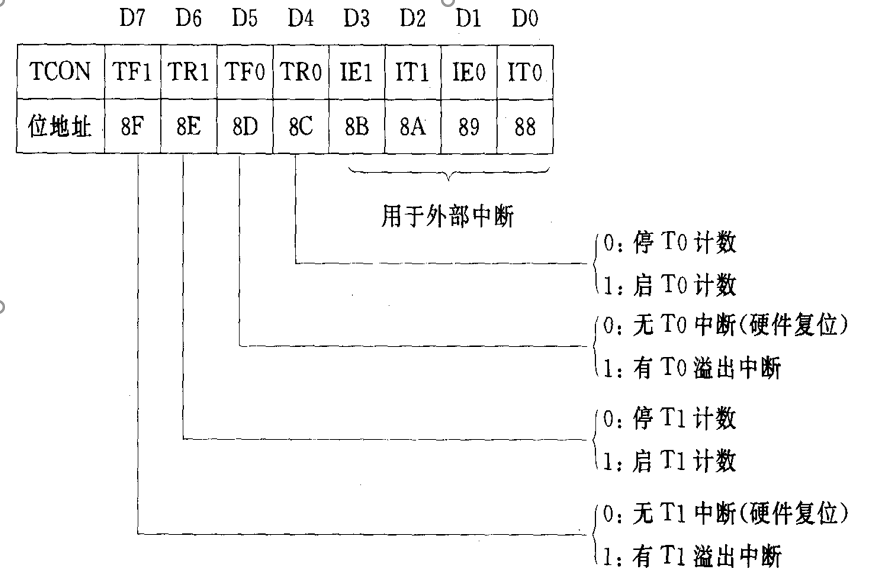 D7 D6 D5 D4 D3 D2 D1 D0
TCON TF1 TR1 TF0 TR0 IE1 IT1 IE0 IT0
位地址 8F 8E 8D 8C 8B 8A 89 88
用于外部中断
0: 停 T0 计数
1: 启 T0 计数
0: 无 T0 中断(硬件复位)
1: 有 T0 溢出中断
0: 停 T1 计数
1: 启 T1 计数
0: 无 T1 中断(硬件复位)
1: 有 T1 溢出中断